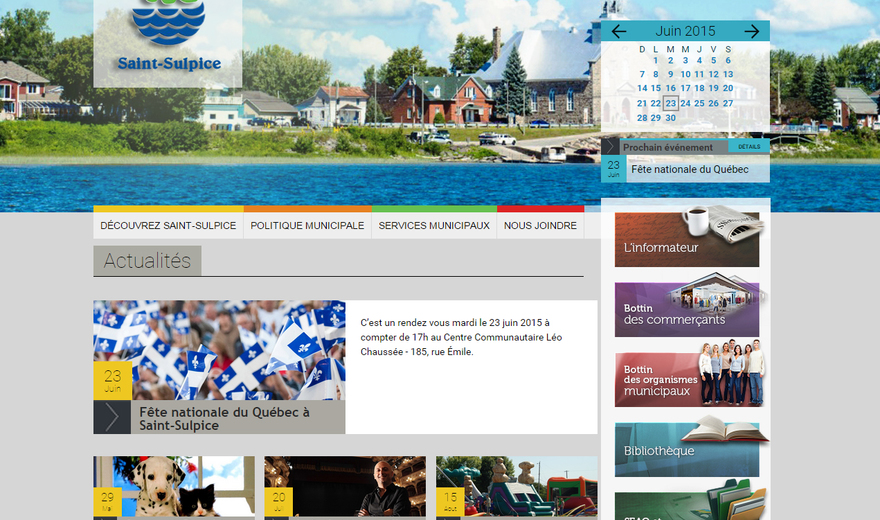 Saint-Sulpice
Juin 2015
D L M M J V S
1 2 3 4 5 6
7 8 9 10 11 12 13
14 15 16 17 18 19 20
21 22 23 24 25 26 27
28 29 30
Prochain événement
DÉTAILS
23
Juin
Fête nationale du Québec
DÉCOUVREZ SAINT-SULPICE
POLITIQUE MUNICIPALE
SERVICES MUNICIPAUX
NOUS JOINDRE
Actualités
C'est un rendez vous mardi le 23 juin 2015 à
compter de 17h au Centre Communautaire Léo
Chaussée - 185, rue Émile.
23
Juin
Fête nationale du Québec à
Saint-Sulpice
29
Mai
20
Juil
15
Août
L'informateur
Bottin
des commerçants
Bottin
des organismes
municipaux
Bibliothèque